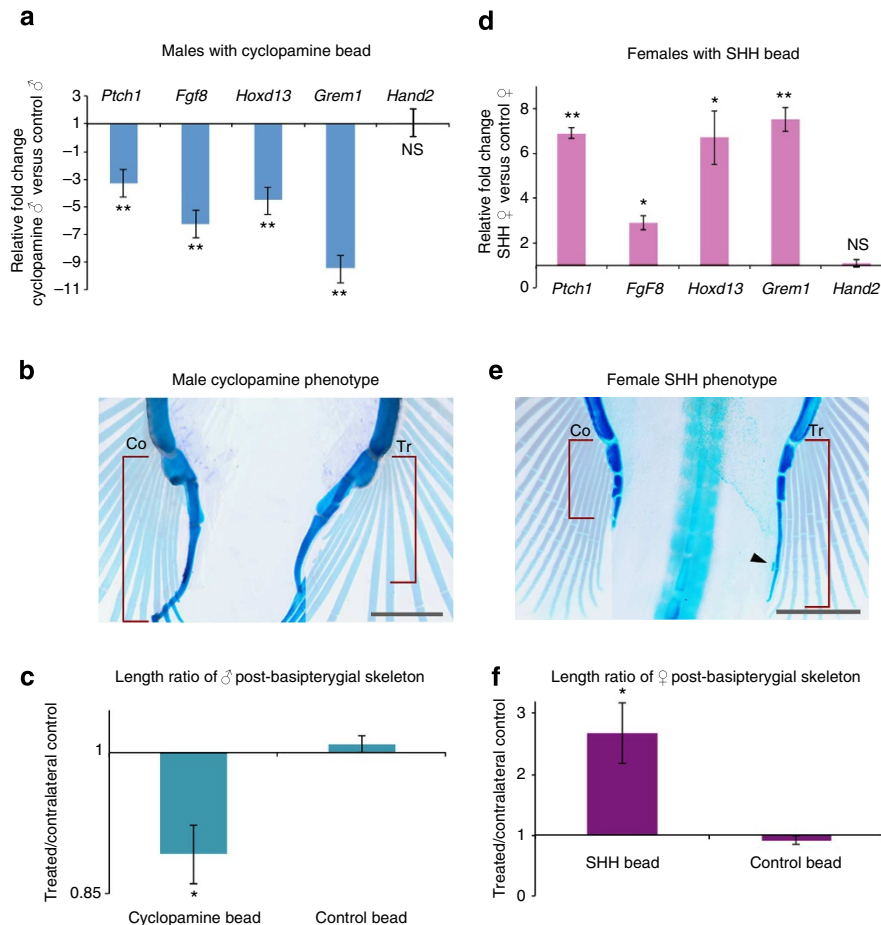 a
Males with cyclopamine bead
Relative fold change
cyclopamine ♂ versus control ♂
3
1
–1
–3
–5
–7
–9
–11
Ptch1 Fgf8 Hoxd13 Grem1 Hand2
** ** ** ** NS
d
Females with SHH bead
Relative fold change
SHH ♀ versus control ♀
8
6
4
2
0
** * * ** NS
Ptch1 FgF8 Hoxd13 Grem1 Hand2
b
Male cyclopamine phenotype
Co
Tr
e
Female SHH phenotype
Co
Tr
c
Length ratio of ♂ post-basipterygial skeleton
Treated/contralateral control
1
0.85
*
Cyclopamine bead Control bead
f
Length ratio of ♀ post-basipterygial skeleton
Treated/contralateral control
3
2
1
0
*
SHH bead Control bead